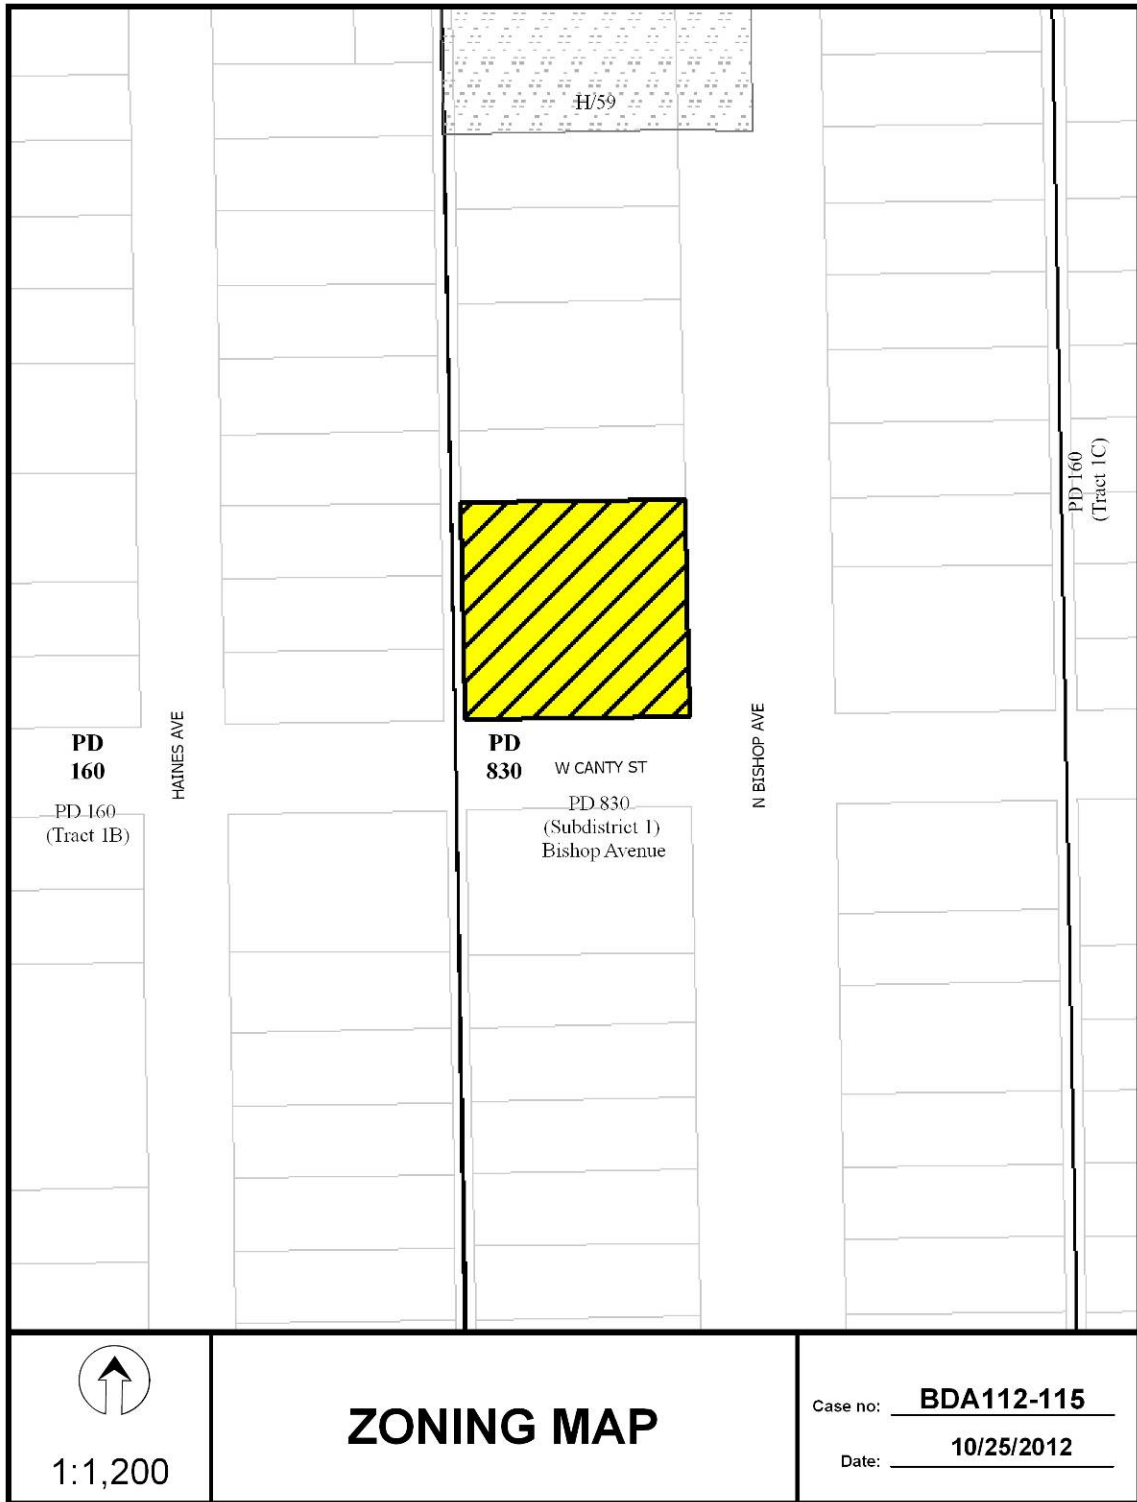 H/59
PD 160
(Tract 1C)
HAINES AVE
N BISHOP AVE
PD
160
PD 160
(Tract 1B)
PD
830
W CANTY ST
PD 830
(Subdistrict 1)
Bishop Avenue
1:1,200
ZONING MAP
Case no: BDA112-115
Date: 10/25/2012